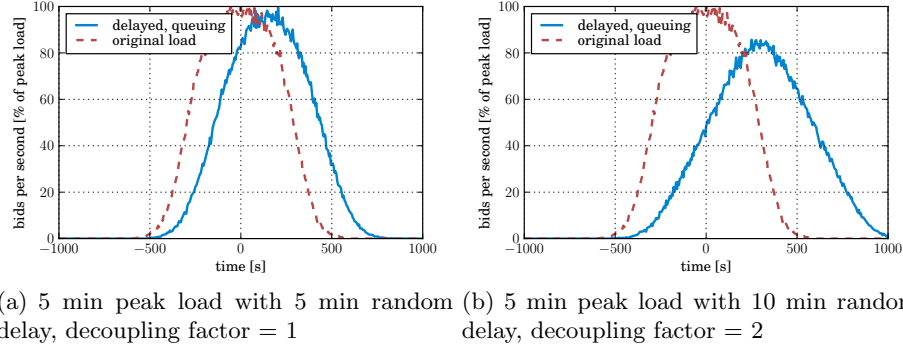 delayed, queuing
original load
bids per second [% of peak load]
100
80
60
40
20
0
−1000
−500
0
500
1000
time [s]
(a) 5 min peak load with 5 min random
delay, decoupling factor = 1
delayed, queuing
original load
bids per second [% of peak load]
100
80
60
40
20
0
−1000
−500
0
500
1000
time [s]
(b) 5 min peak load with 10 min random
delay, decoupling factor = 2